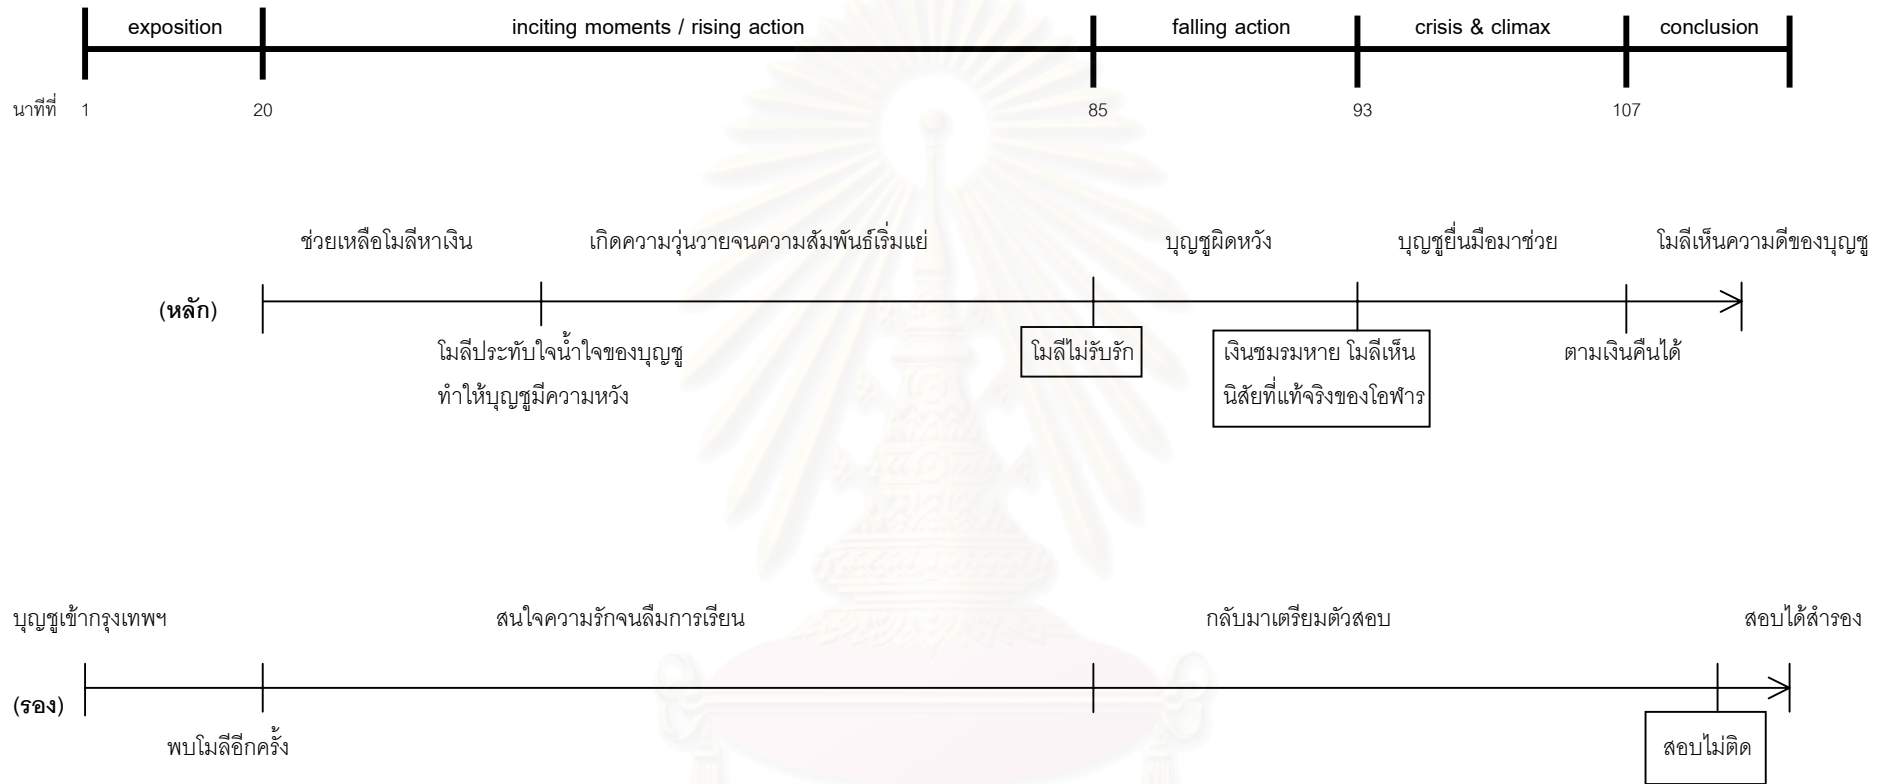 exposition inciting moments / rising action falling action crisis & climax conclusion
นาทีที่ 1 20 85 93 107
ช่วยเหลือโมลีหาเงิน เกิดความวุ่นวายจนความสัมพันธ์เริ่มแย่ บุญชูผิดหวัง บุญชูยื่นมือมาช่วย โมลีเห็นความดีของบุญชู
(หลัก)
โมลีประทับใจน้ำใจของบุญชู
ทำให้บุญชูมีความหวัง
โมลีไม่รับรัก
เงินชมรมหาย โมลีเห็น
นิสัยที่แท้จริงของโอฬาร
ตามเงินคืนได้
บุญชูเข้ากรุงเทพฯ สนใจความรักจนลืมการเรียน กลับมาเตรียมตัวสอบ สอบได้สำรอง
(รอง)
พบโมลีอีกครั้ง
สอบไม่ติด